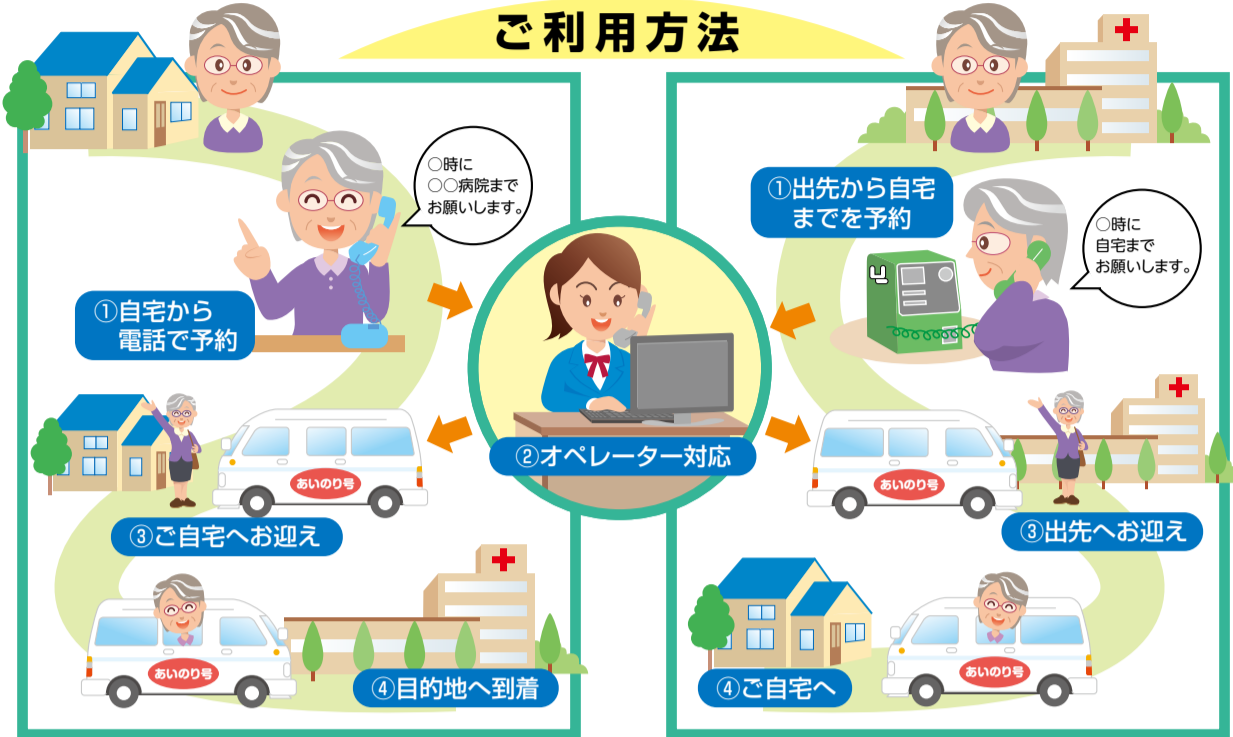 ご利用方法
○時に
○○病院まで
お願いします。
①自宅から
電話で予約
②オペレーター対応
③ご自宅へお迎え
あいのり号
④目的地へ到着
あいのり号
①出先から自宅
までを予約
○時に
自宅まで
お願いします。
③出先へお迎え
あいのり号
④ご自宅へ
あいのり号